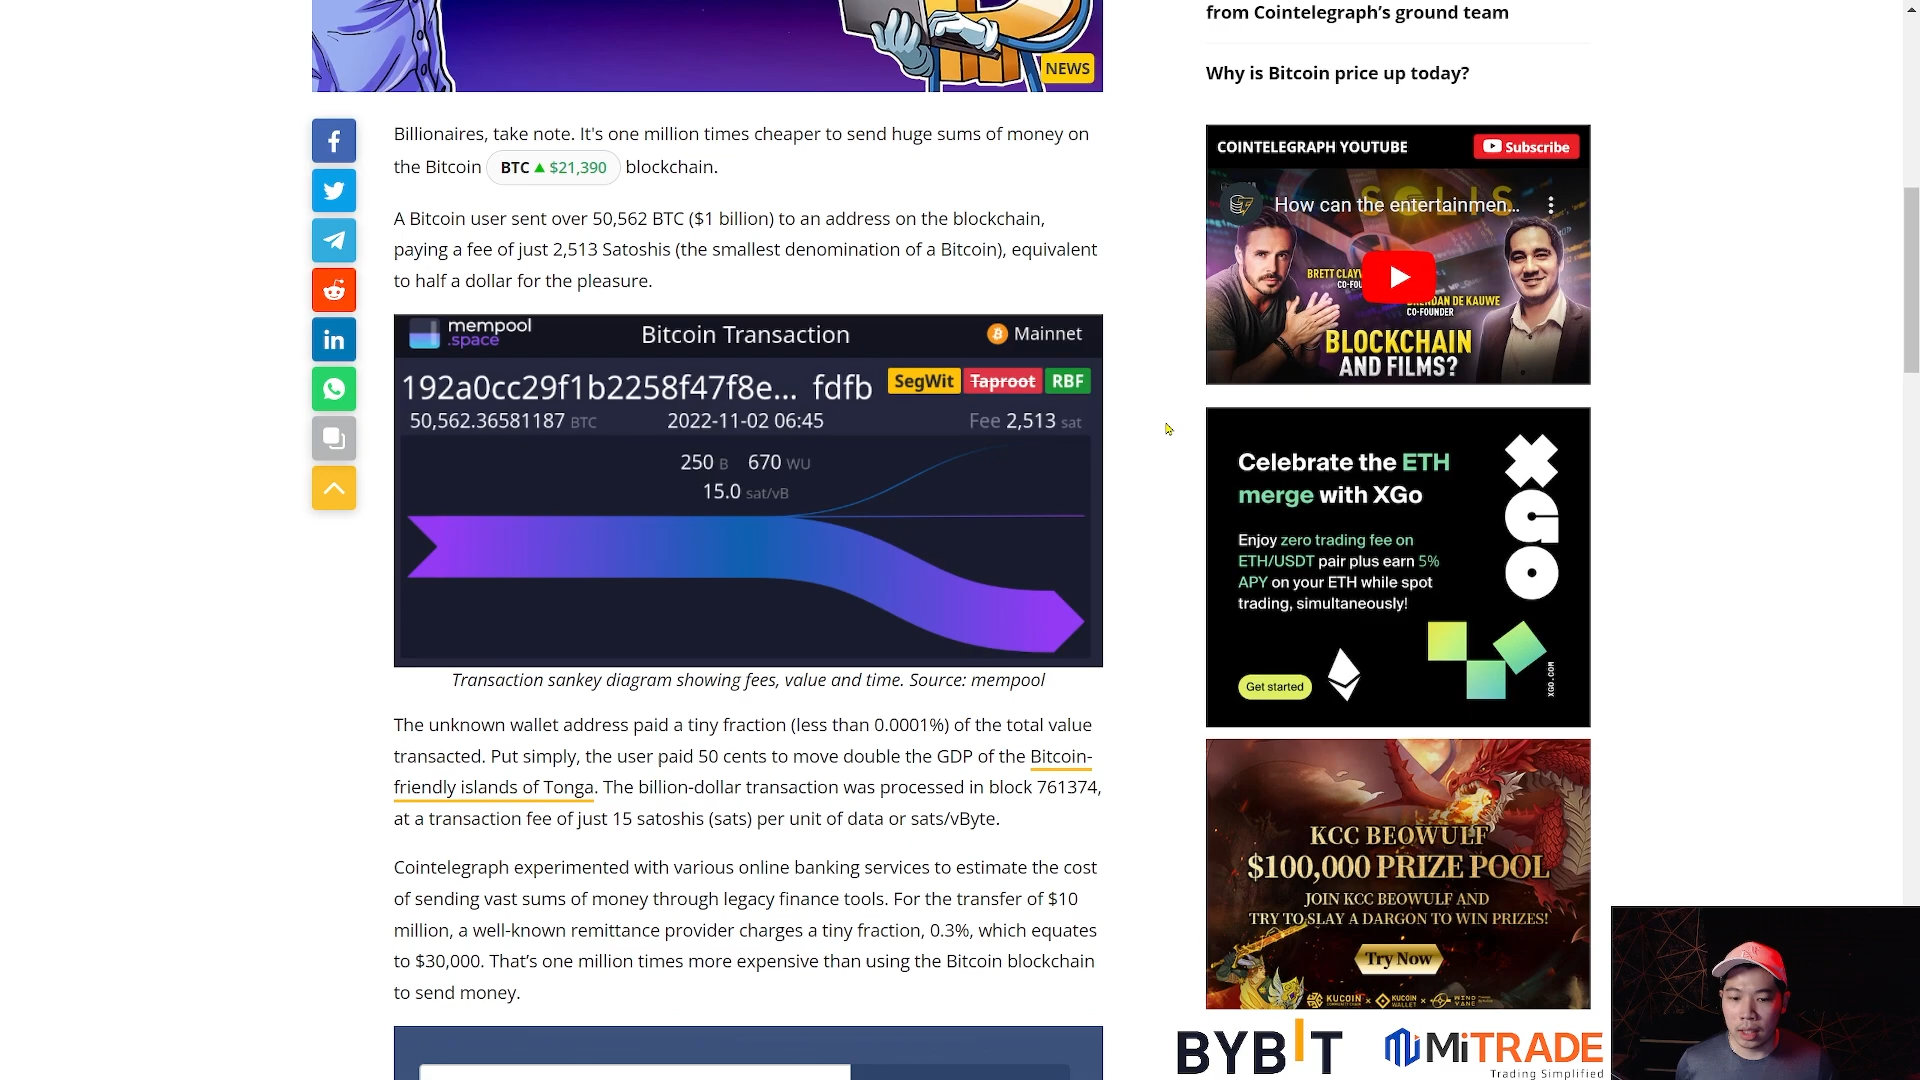 NEWS
Billionaires, take note. It's one million times cheaper to send huge sums of money on
the Bitcoin BTC ▲ $21,390 blockchain.
A Bitcoin user sent over 50,562 BTC ($1 billion) to an address on the blockchain,
paying a fee of just 2,513 Satoshis (the smallest denomination of a Bitcoin), equivalent
to half a dollar for the pleasure.
mempool
.space
Bitcoin Transaction
Mainnet
192a0cc29f1b2258f47f8e... fdfb
SegWit Taproot RBF
50,562.36581187 BTC
2022-11-02 06:45
Fee 2,513 sat
250 B 670 WU
15.0 sat/vB
Transaction sankey diagram showing fees, value and time. Source: mempool
The unknown wallet address paid a tiny fraction (less than 0.0001%) of the total value
transacted. Put simply, the user paid 50 cents to move double the GDP of the Bitcoin-
friendly islands of Tonga. The billion-dollar transaction was processed in block 761374,
at a transaction fee of just 15 satoshis (sats) per unit of data or sats/vByte.
Cointelegraph experimented with various online banking services to estimate the cost
of sending vast sums of money through legacy finance tools. For the transfer of $10
million, a well-known remittance provider charges a tiny fraction, 0.3%, which equates
to $30,000. That’s one million times more expensive than using the Bitcoin blockchain
to send money.
from Cointelegraph’s ground team
Why is Bitcoin price up today?
COINTELEGRAPH YOUTUBE
Subscribe
SOLIS
How can the entertainmen...
BRETT
CO-
DE KAUWE
CO-FOUNDER
BLOCKCHAIN
AND FILMS?
Celebrate the ETH
merge with XGo
Enjoy zero trading fee on
ETH/USDT pair plus earn 5%
APY on your ETH while spot
trading, simultaneously!
Get started
XGO
XGO.COM
KCC BEOWULF
$100,000 PRIZE POOL
JOIN KCC BEOWULF AND
TRY TO SLAY A DARGON TO WIN PRIZES!
Try Now
KUCOIN × KUCOIN WALLET × WIND VANE
BYBIT
MiTRADE
Trading Simplified